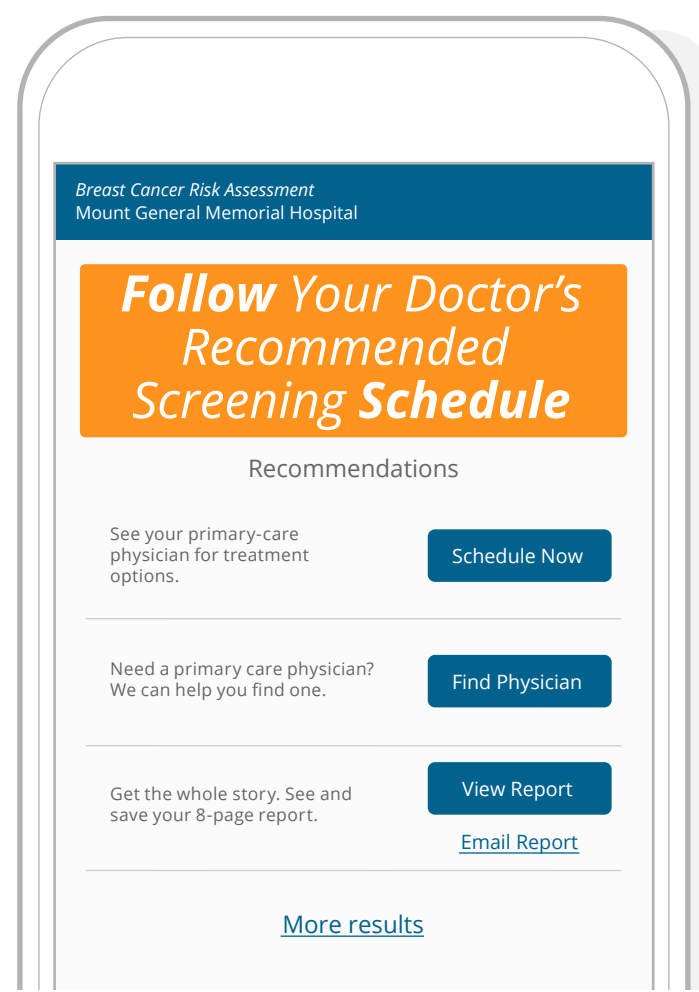 Breast Cancer Risk Assessment
Mount General Memorial Hospital
Follow Your Doctor’s
Recommended
Screening Schedule
Recommendations
See your primary-care
physician for treatment
options.
Schedule Now
Need a primary care physician?
We can help you find one.
Find Physician
Get the whole story. See and
save your 8-page report.
View Report
Email Report
More results